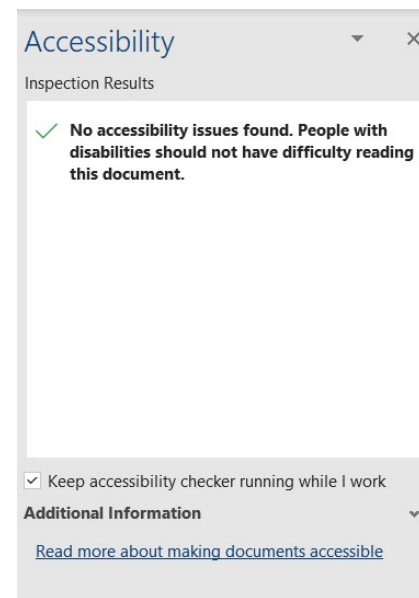 Accessibility
Inspection Results
No accessibility issues found. People with
disabilities should not have difficulty reading
this document.
Keep accessibility checker running while I work
Additional Information
Read more about making documents accessible